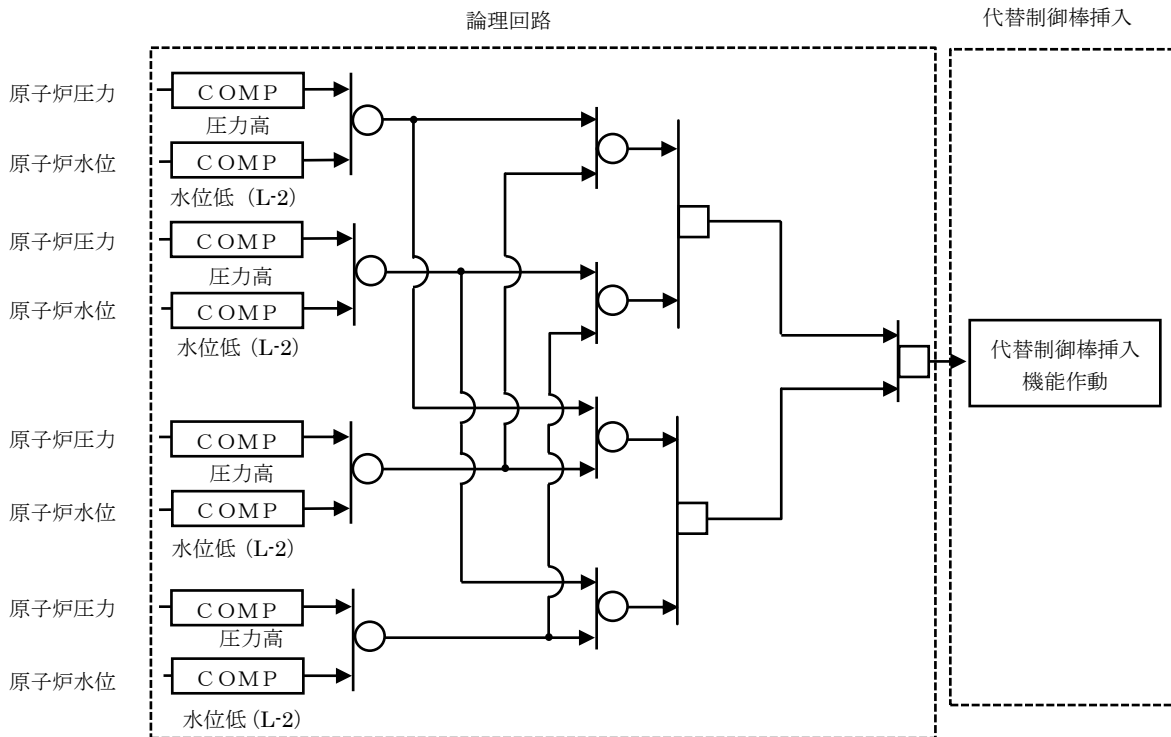 論理回路
代替制御棒挿入
原子炉圧力
ＣＯＭＰ
圧力高
原子炉水位
ＣＯＭＰ
水位低 (L-2)
原子炉圧力
ＣＯＭＰ
圧力高
原子炉水位
ＣＯＭＰ
水位低 (L-2)
代替制御棒挿入
機能作動
原子炉圧力
ＣＯＭＰ
圧力高
原子炉水位
ＣＯＭＰ
水位低 (L-2)
原子炉圧力
ＣＯＭＰ
圧力高
原子炉水位
ＣＯＭＰ
水位低 (L-2)